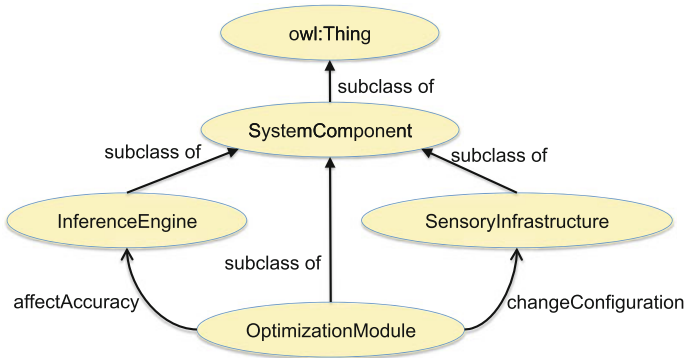 owl:Thing
subclass of
SystemComponent
subclass of
subclass of
InferenceEngine
SensoryInfrastructure
subclass of
affectAccuracy
changeConfiguration
OptimizationModule